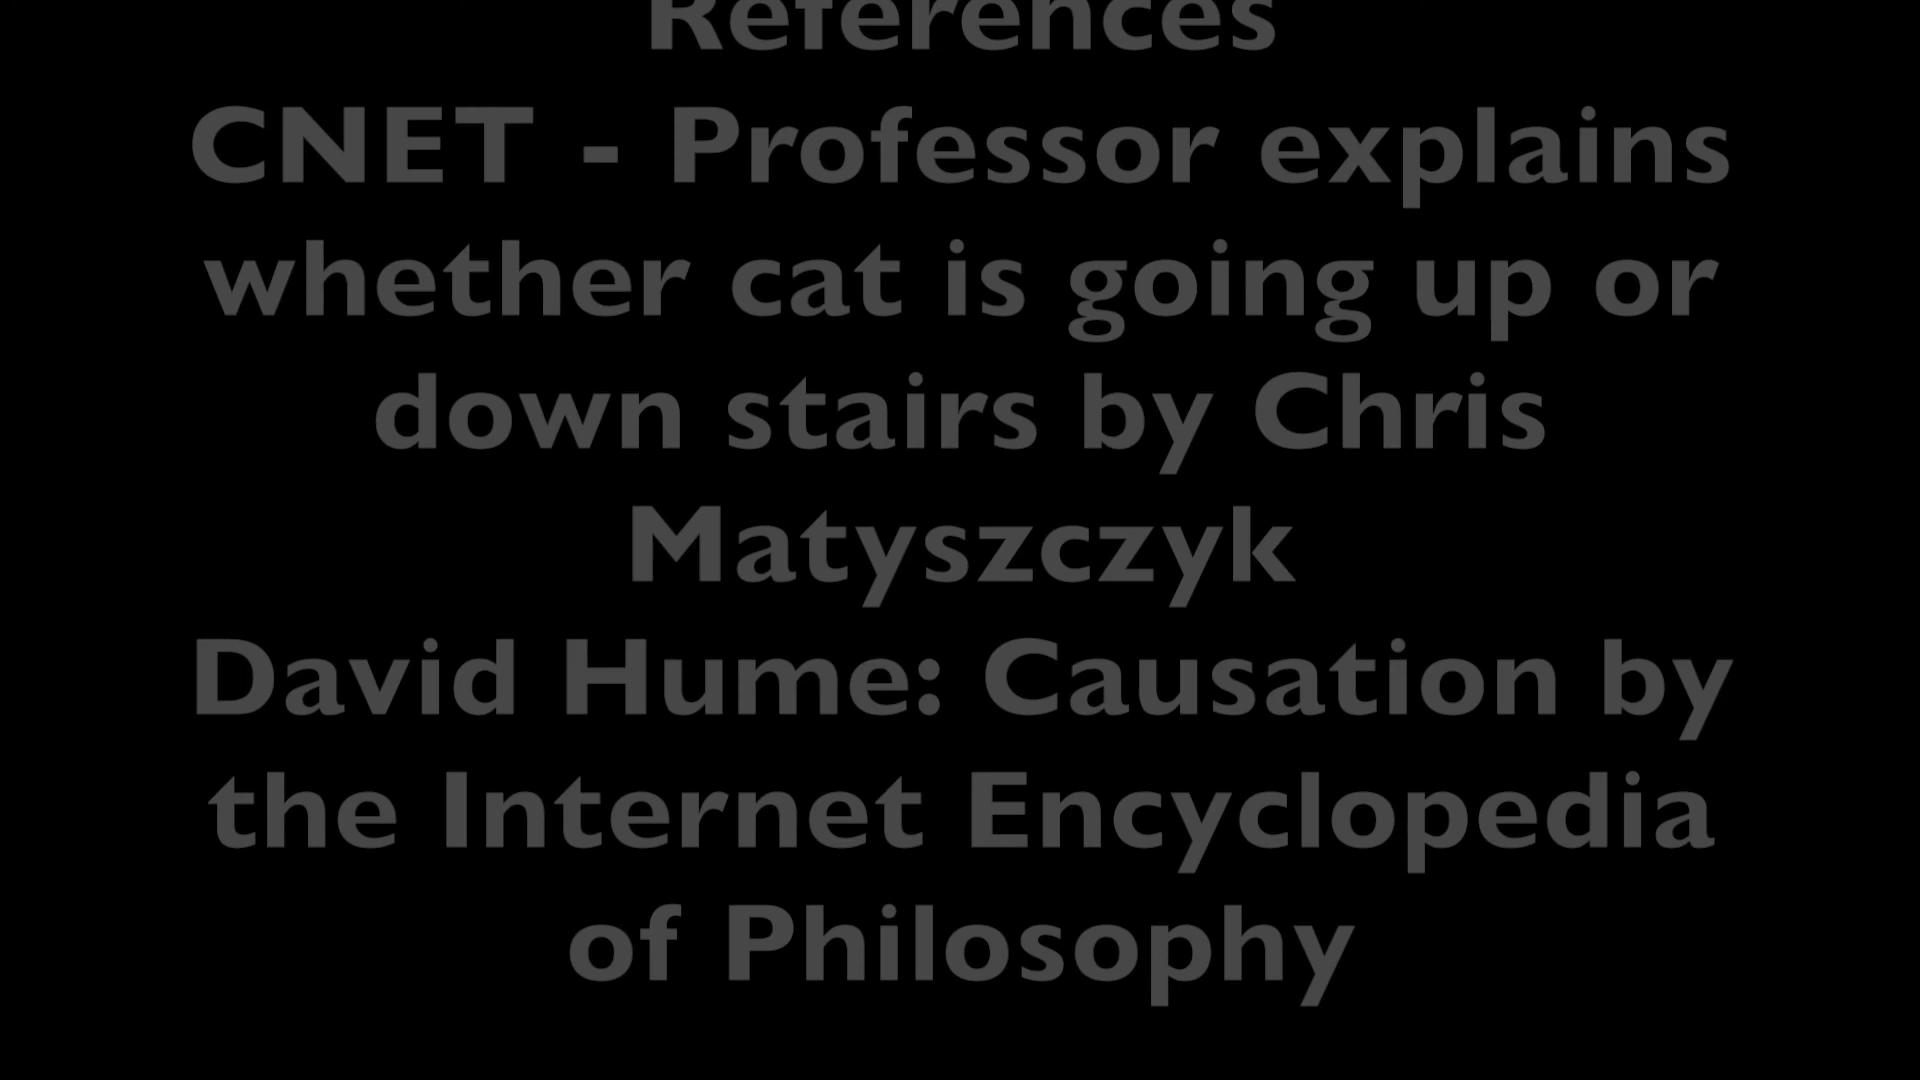 References
CNET - Professor explains
whether cat is going up or
down stairs by Chris
Matyszczyk
David Hume: Causation by
the Internet Encyclopedia
of Philosophy